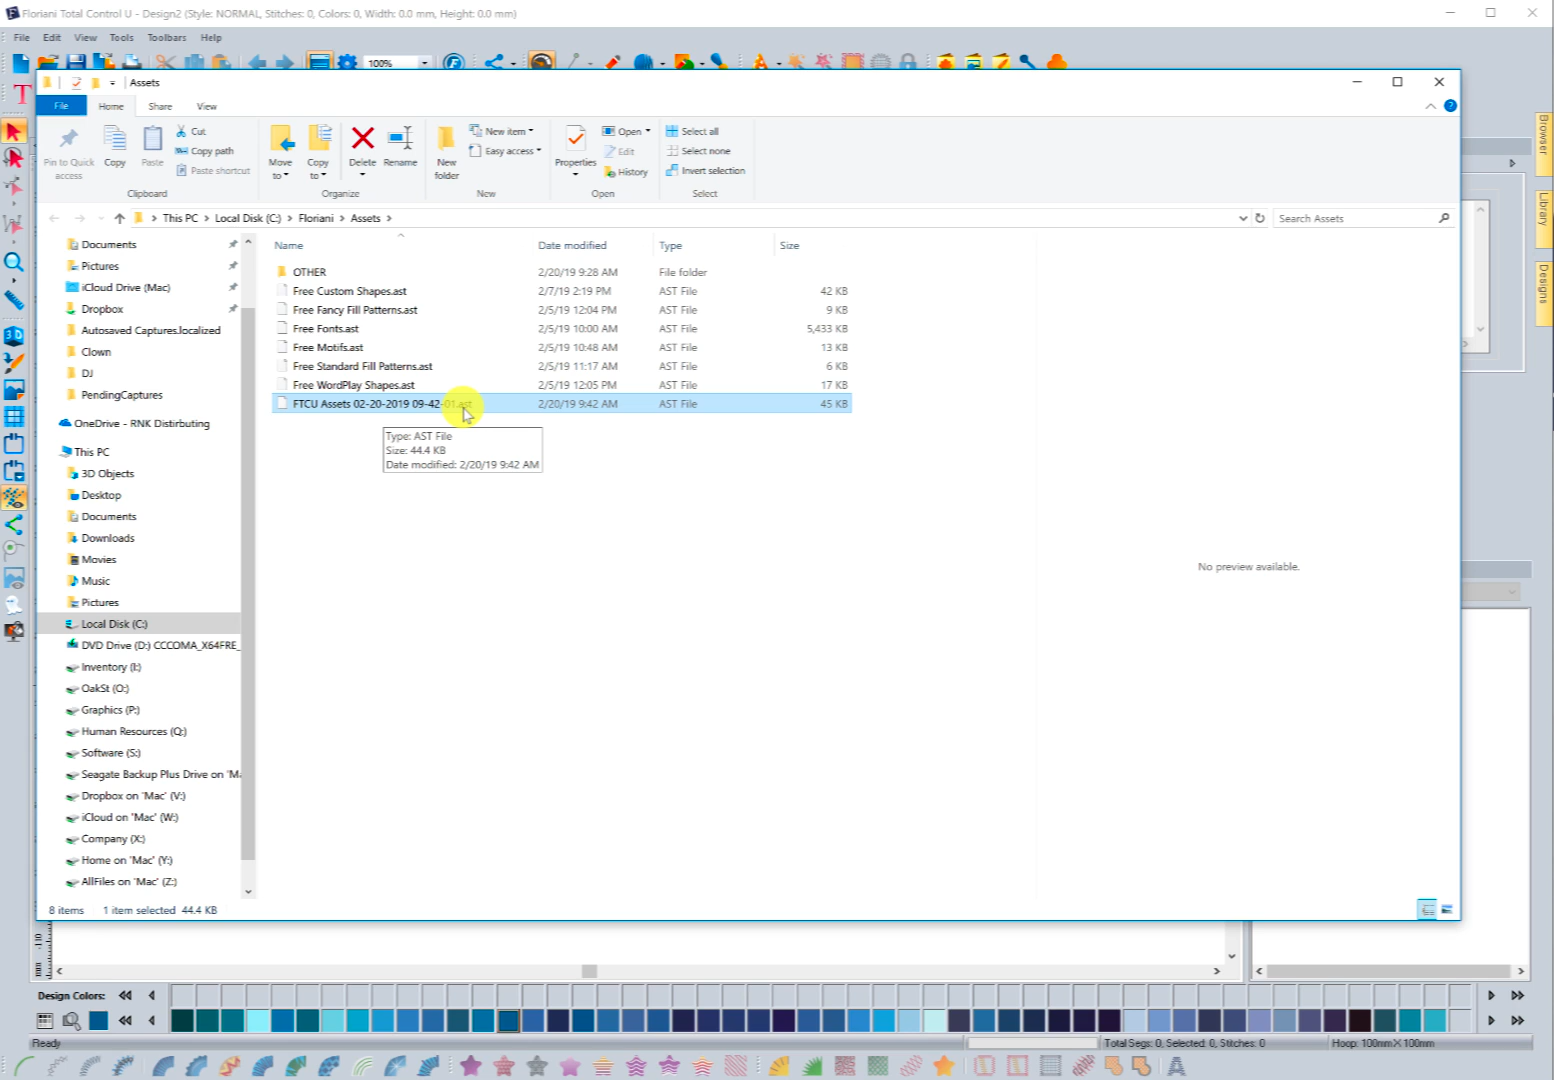 Floriani Total Control U - Design2 (Style: NORMAL, Stitches: 0, Colors: 0, Width: 0.0 mm, Height: 0.0 mm)
File Edit View Tools Toolbars Help
100%
Assets
File Home Share View
Pin to Quick access
Copy
Paste
Cut
Copy path
Paste shortcut
Clipboard
Move to
Copy to
Delete
Rename
Organize
New folder
New item
Easy access
New
Properties
Open
Edit
History
Open
Select all
Select none
Invert selection
Select
This PC > Local Disk (C:) > Floriani > Assets >
Search Assets
Documents
Pictures
iCloud Drive (Mac)
Dropbox
Autosaved Captures.localized
Clown
DJ
PendingCaptures
OneDrive - RNK Distirbuting
This PC
3D Objects
Desktop
Documents
Downloads
Movies
Music
Pictures
Local Disk (C:)
DVD Drive (D:) CCCOMA_X64FRE_
Inventory (I:)
OakSt (O:)
Graphics (P:)
Human Resources (Q:)
Software (S:)
Seagate Backup Plus Drive on 'Ma
Dropbox on 'Mac' (V:)
iCloud on 'Mac' (W:)
Company (X:)
Home on 'Mac' (Y:)
AllFiles on 'Mac' (Z:)
Name Date modified Type Size
OTHER 2/20/19 9:28 AM File folder
Free Custom Shapes.ast 2/7/19 2:19 PM AST File 42 KB
Free Fancy Fill Patterns.ast 2/5/19 12:04 PM AST File 9 KB
Free Fonts.ast 2/5/19 10:00 AM AST File 5,433 KB
Free Motifs.ast 2/5/19 10:48 AM AST File 13 KB
Free Standard Fill Patterns.ast 2/5/19 11:17 AM AST File 6 KB
Free WordPlay Shapes.ast 2/5/19 12:05 PM AST File 17 KB
FTCU Assets 02-20-2019 09-42-01.ast 2/20/19 9:42 AM AST File 45 KB
Type: AST File
Size: 44.4 KB
Date modified: 2/20/19 9:42 AM
No preview available.
8 items 1 item selected 44.4 KB
Browser
Library
Designs
3D
-110
mm
Design Colors:
Ready
Total Segs: 0, Selected: 0, Stitches: 0
Hoop: 100mm X 100mm